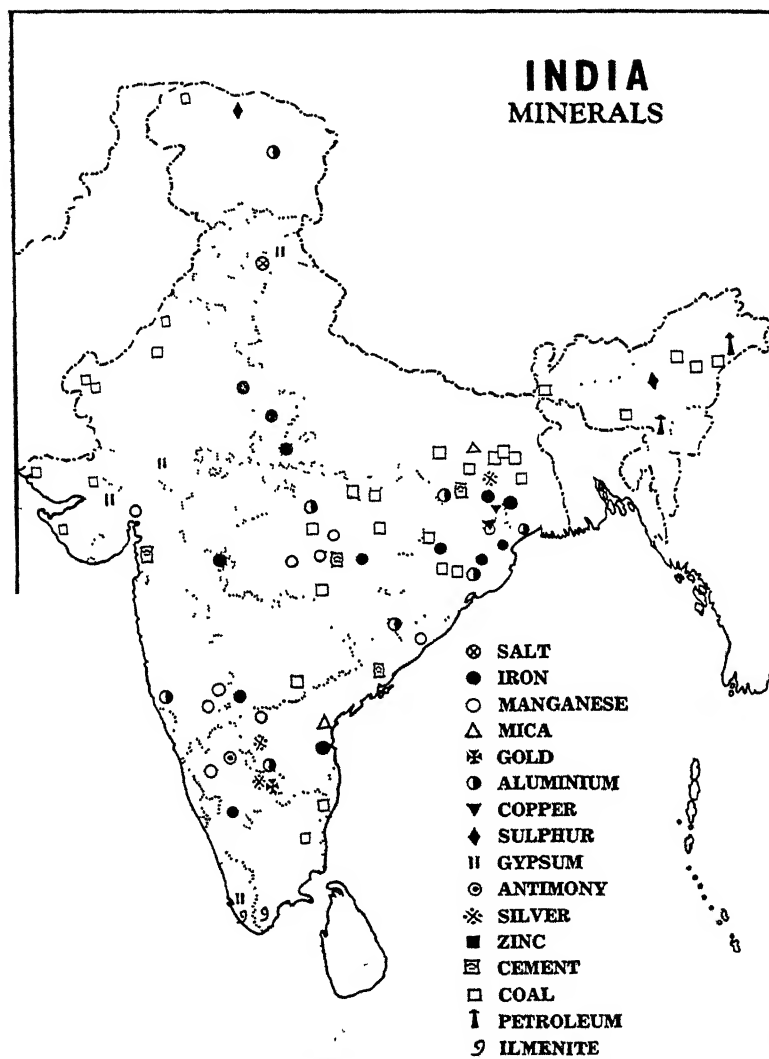 INDIA
MINERALS
SALT
IRON
MANGANESE
MICA
GOLD
ALUMINIUM
COPPER
SULPHUR
GYPSUM
ANTIMONY
SILVER
ZINC
CEMENT
COAL
PETROLEUM
ILMENITE